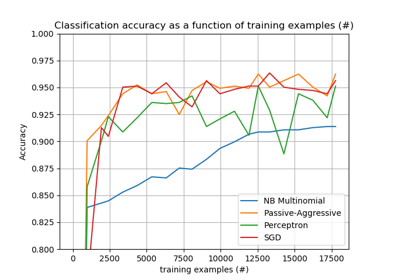 Classification accuracy as a function of training examples (#)
1.000
0.975
0.950
0.925
0.900
0.875
0.850
0.825
0.800
Accuracy
NB Multinomial
Passive-Aggressive
Perceptron
SGD
0 2500 5000 7500 10000 12500 15000 17500
training examples (#)